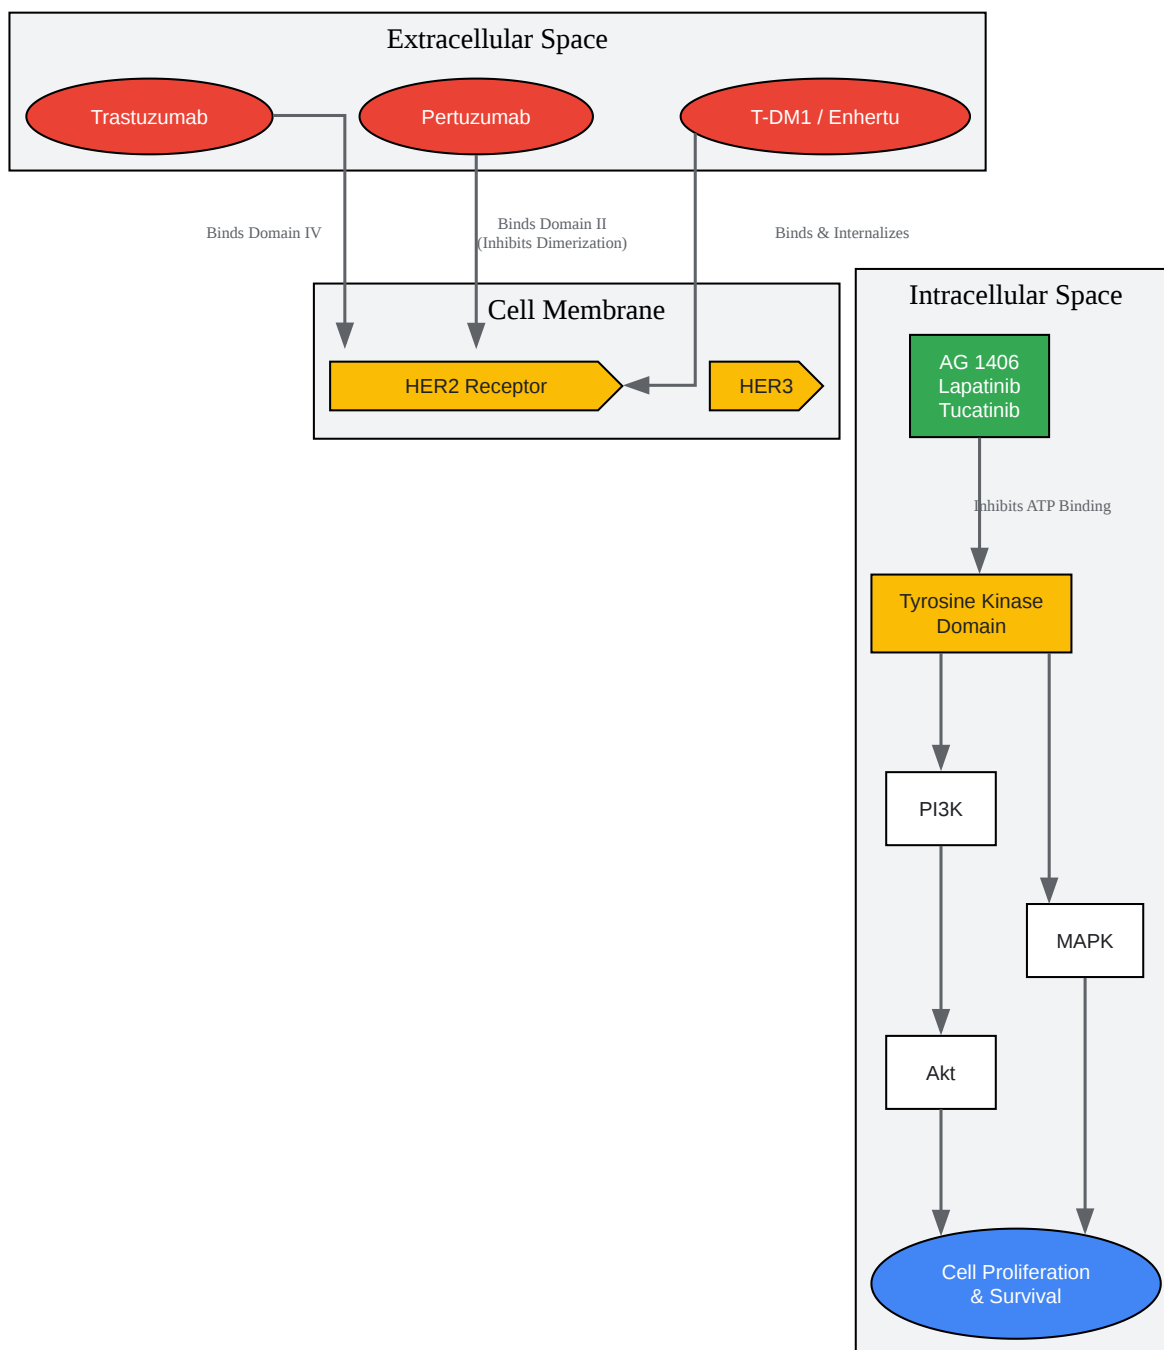 Extracellular Space
Trastuzumab
Pertuzumab
T-DM1 / Enhertu
Binds Domain IV
Binds Domain II
(Inhibits Dimerization)
Binds & Internalizes
Cell Membrane
HER2 Receptor
HER3
Intracellular Space
AG 1406
Lapatinib
Tucatinib
Inhibits ATP Binding
Tyrosine Kinase
Domain
PI3K
MAPK
Akt
Cell Proliferation
& Survival